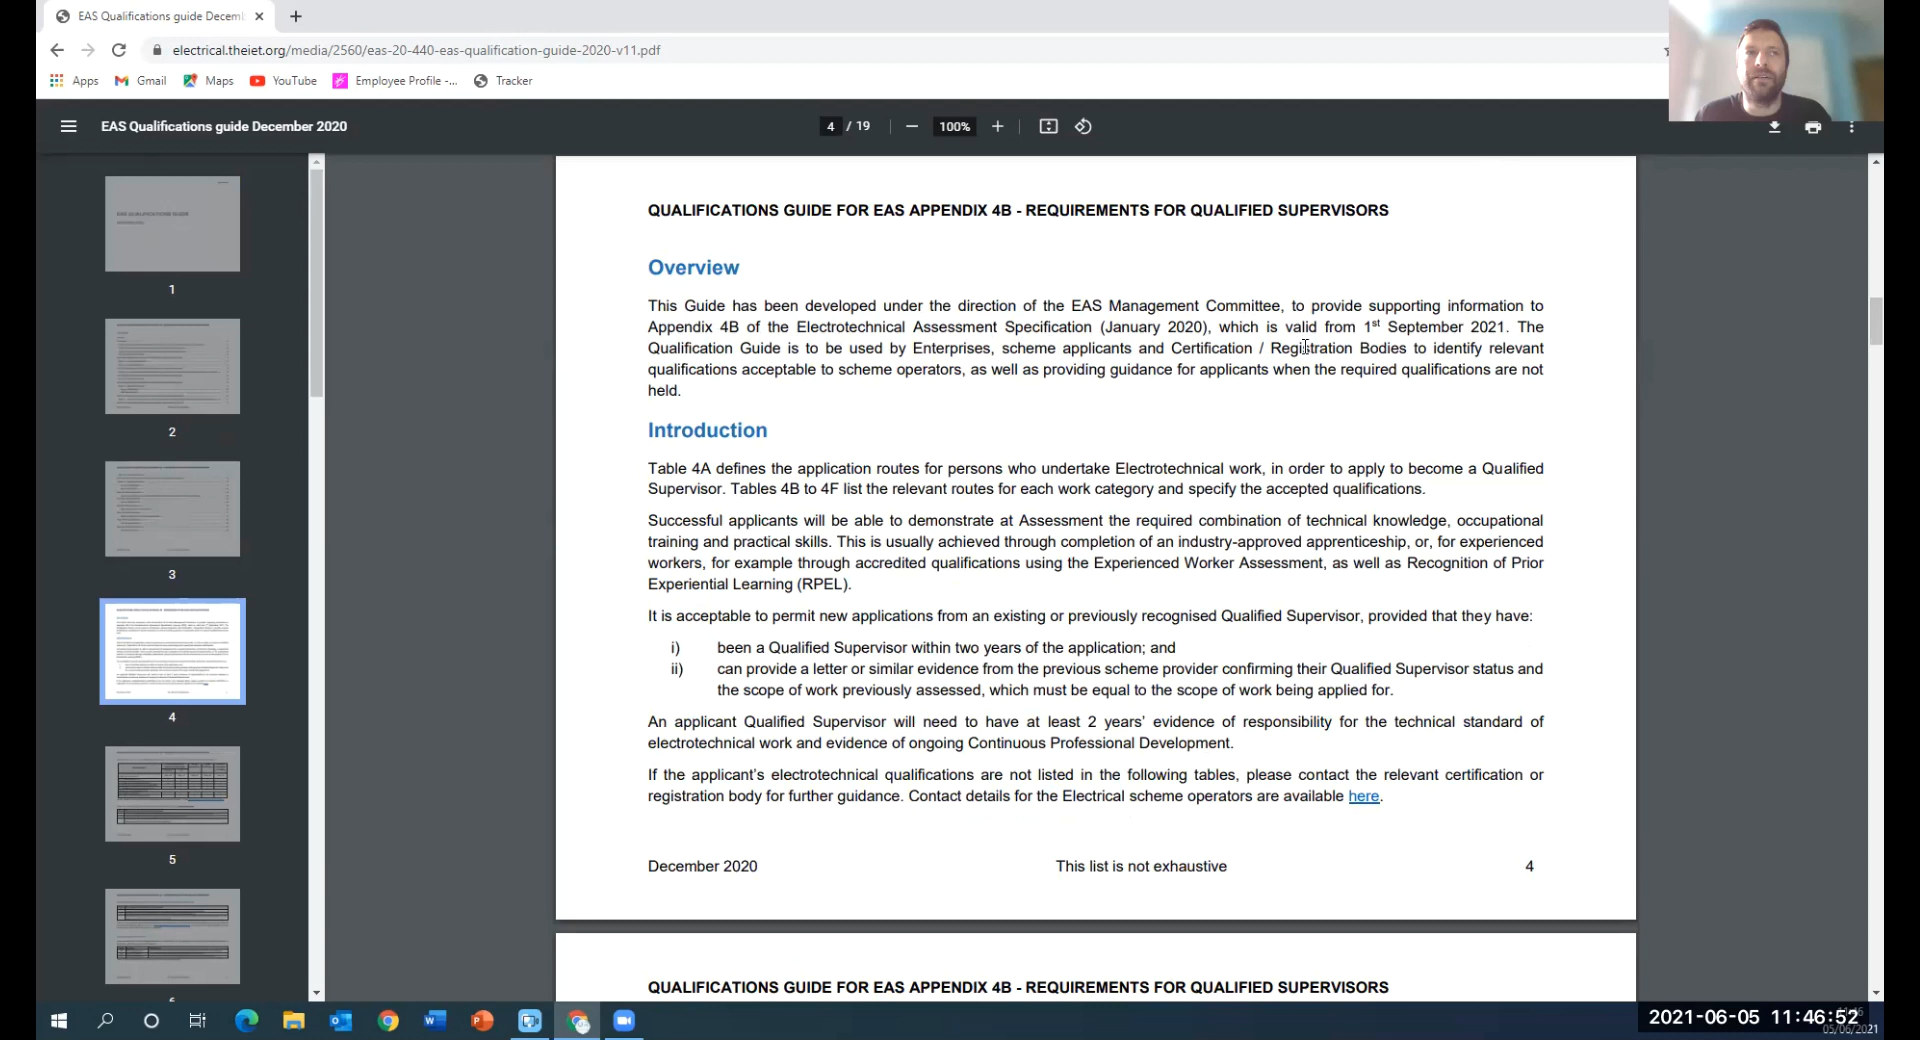 EAS Qualifications guide Decemb
electrical.theiet.org/media/2560/eas-20-440-eas-qualification-guide-2020-v11.pdf
Apps Gmail Maps YouTube Employee Profile -... Tracker
EAS Qualifications guide December 2020
4 / 19
100%
1
2
3
4
5
QUALIFICATIONS GUIDE FOR EAS APPENDIX 4B - REQUIREMENTS FOR QUALIFIED SUPERVISORS
Overview
This Guide has been developed under the direction of the EAS Management Committee, to provide supporting information to
Appendix 4B of the Electrotechnical Assessment Specification (January 2020), which is valid from 1st September 2021. The
Qualification Guide is to be used by Enterprises, scheme applicants and Certification / Registration Bodies to identify relevant
qualifications acceptable to scheme operators, as well as providing guidance for applicants when the required qualifications are not
held.
Introduction
Table 4A defines the application routes for persons who undertake Electrotechnical work, in order to apply to become a Qualified
Supervisor. Tables 4B to 4F list the relevant routes for each work category and specify the accepted qualifications.
Successful applicants will be able to demonstrate at Assessment the required combination of technical knowledge, occupational
training and practical skills. This is usually achieved through completion of an industry-approved apprenticeship, or, for experienced
workers, for example through accredited qualifications using the Experienced Worker Assessment, as well as Recognition of Prior
Experiential Learning (RPEL).
It is acceptable to permit new applications from an existing or previously recognised Qualified Supervisor, provided that they have:
i) been a Qualified Supervisor within two years of the application; and
ii) can provide a letter or similar evidence from the previous scheme provider confirming their Qualified Supervisor status and
the scope of work previously assessed, which must be equal to the scope of work being applied for.
An applicant Qualified Supervisor will need to have at least 2 years' evidence of responsibility for the technical standard of
electrotechnical work and evidence of ongoing Continuous Professional Development.
If the applicant's electrotechnical qualifications are not listed in the following tables, please contact the relevant certification or
registration body for further guidance. Contact details for the Electrical scheme operators are available here.
December 2020 This list is not exhaustive 4
QUALIFICATIONS GUIDE FOR EAS APPENDIX 4B - REQUIREMENTS FOR QUALIFIED SUPERVISORS
2021-06-05 11:46:52
05/06/2021